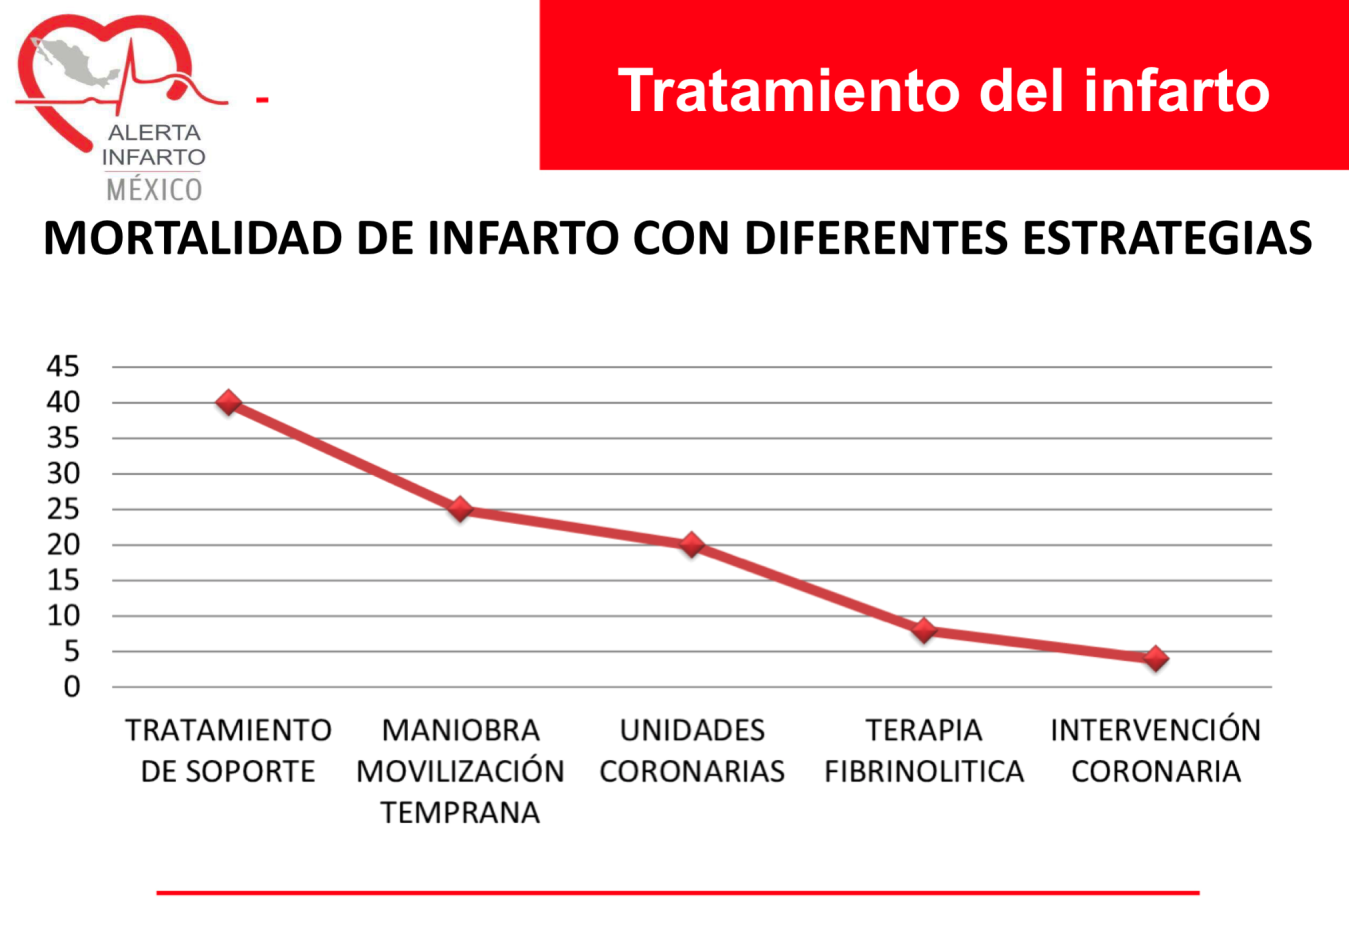 Tratamiento del infarto
-
ALERTA
INFARTO
MÉXICO
MORTALIDAD DE INFARTO CON DIFERENTES ESTRATEGIAS
45
40
35
30
25
20
15
10
5
0
TRATAMIENTO
DE SOPORTE
MANIOBRA
MOVILIZACIÓN
TEMPRANA
UNIDADES
CORONARIAS
TERAPIA
FIBRINOLITICA
INTERVENCIÓN
CORONARIA